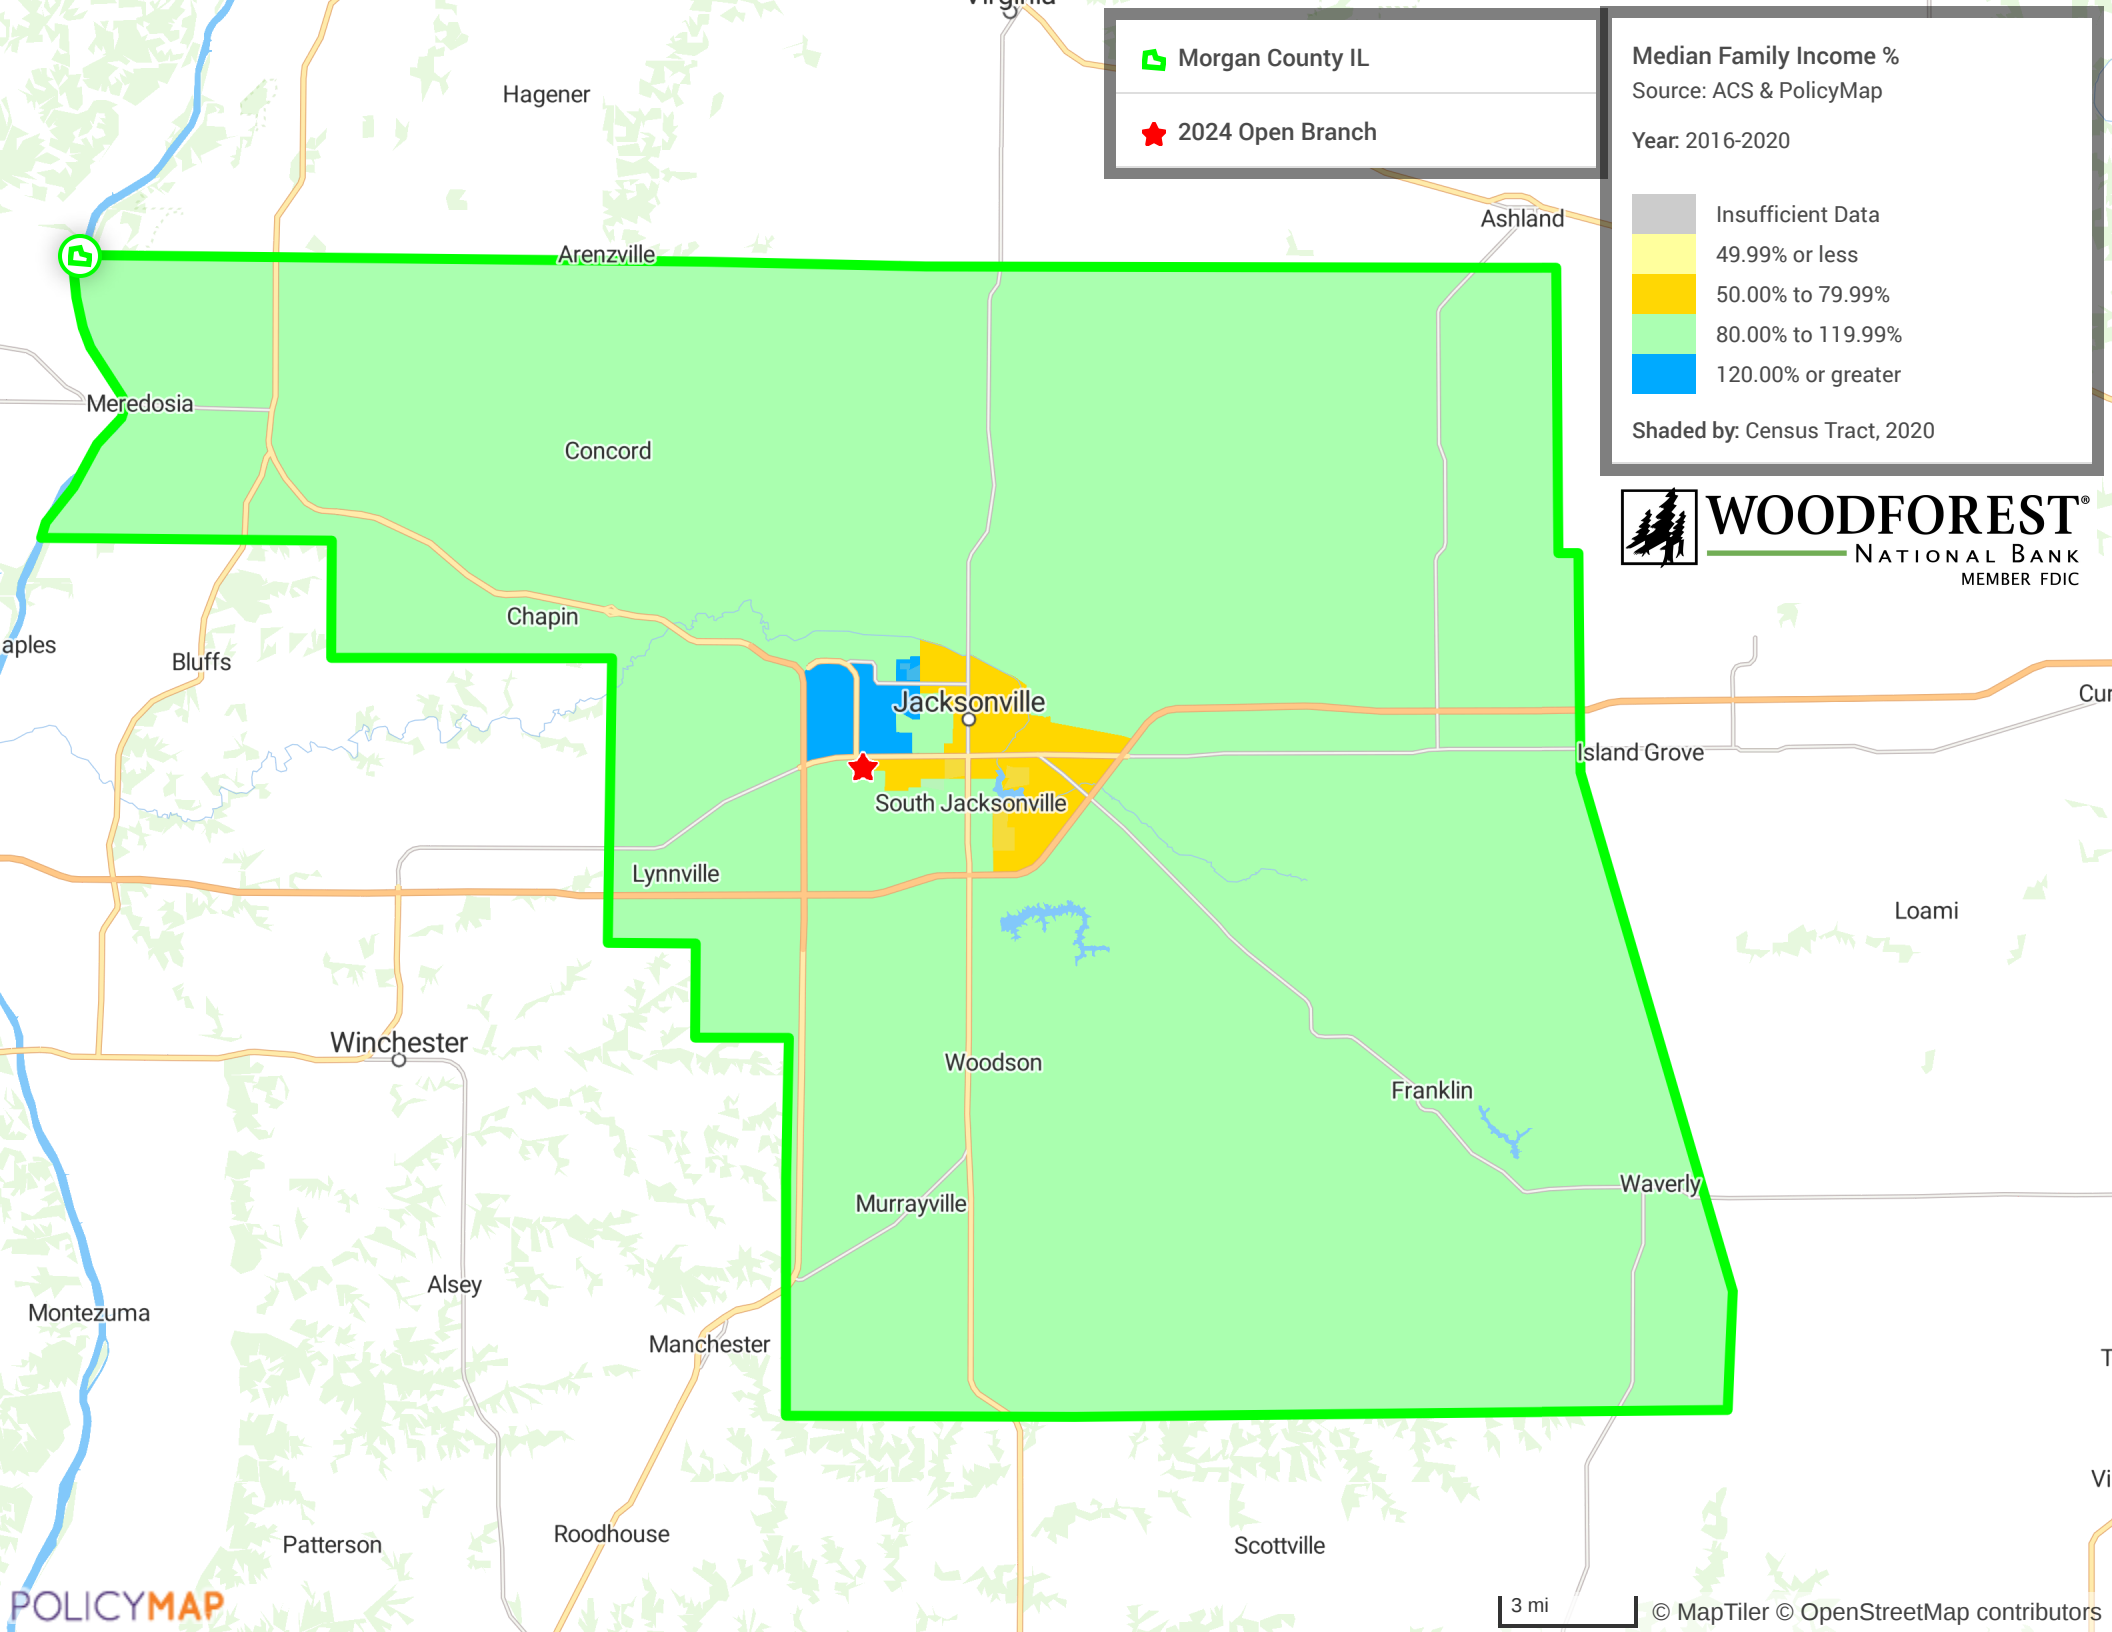 Virginia
Morgan County IL
2024 Open Branch
Median Family Income %
Source: ACS & PolicyMap
Year: 2016-2020
Insufficient Data
49.99% or less
50.00% to 79.99%
80.00% to 119.99%
120.00% or greater
Shaded by: Census Tract, 2020
WOODFOREST®
NATIONAL BANK
MEMBER FDIC
Hagener
Ashland
Arenzville
Meredosia
Concord
Chapin
aples
Bluffs
Jacksonville
Cur
Island Grove
South Jacksonville
Lynnville
Loami
Winchester
Woodson
Franklin
Waverly
Murrayville
Alsey
Montezuma
Manchester
T
Vi
Roodhouse
Patterson
Scottville
POLICYMAP
3 mi
© MapTiler © OpenStreetMap contributors